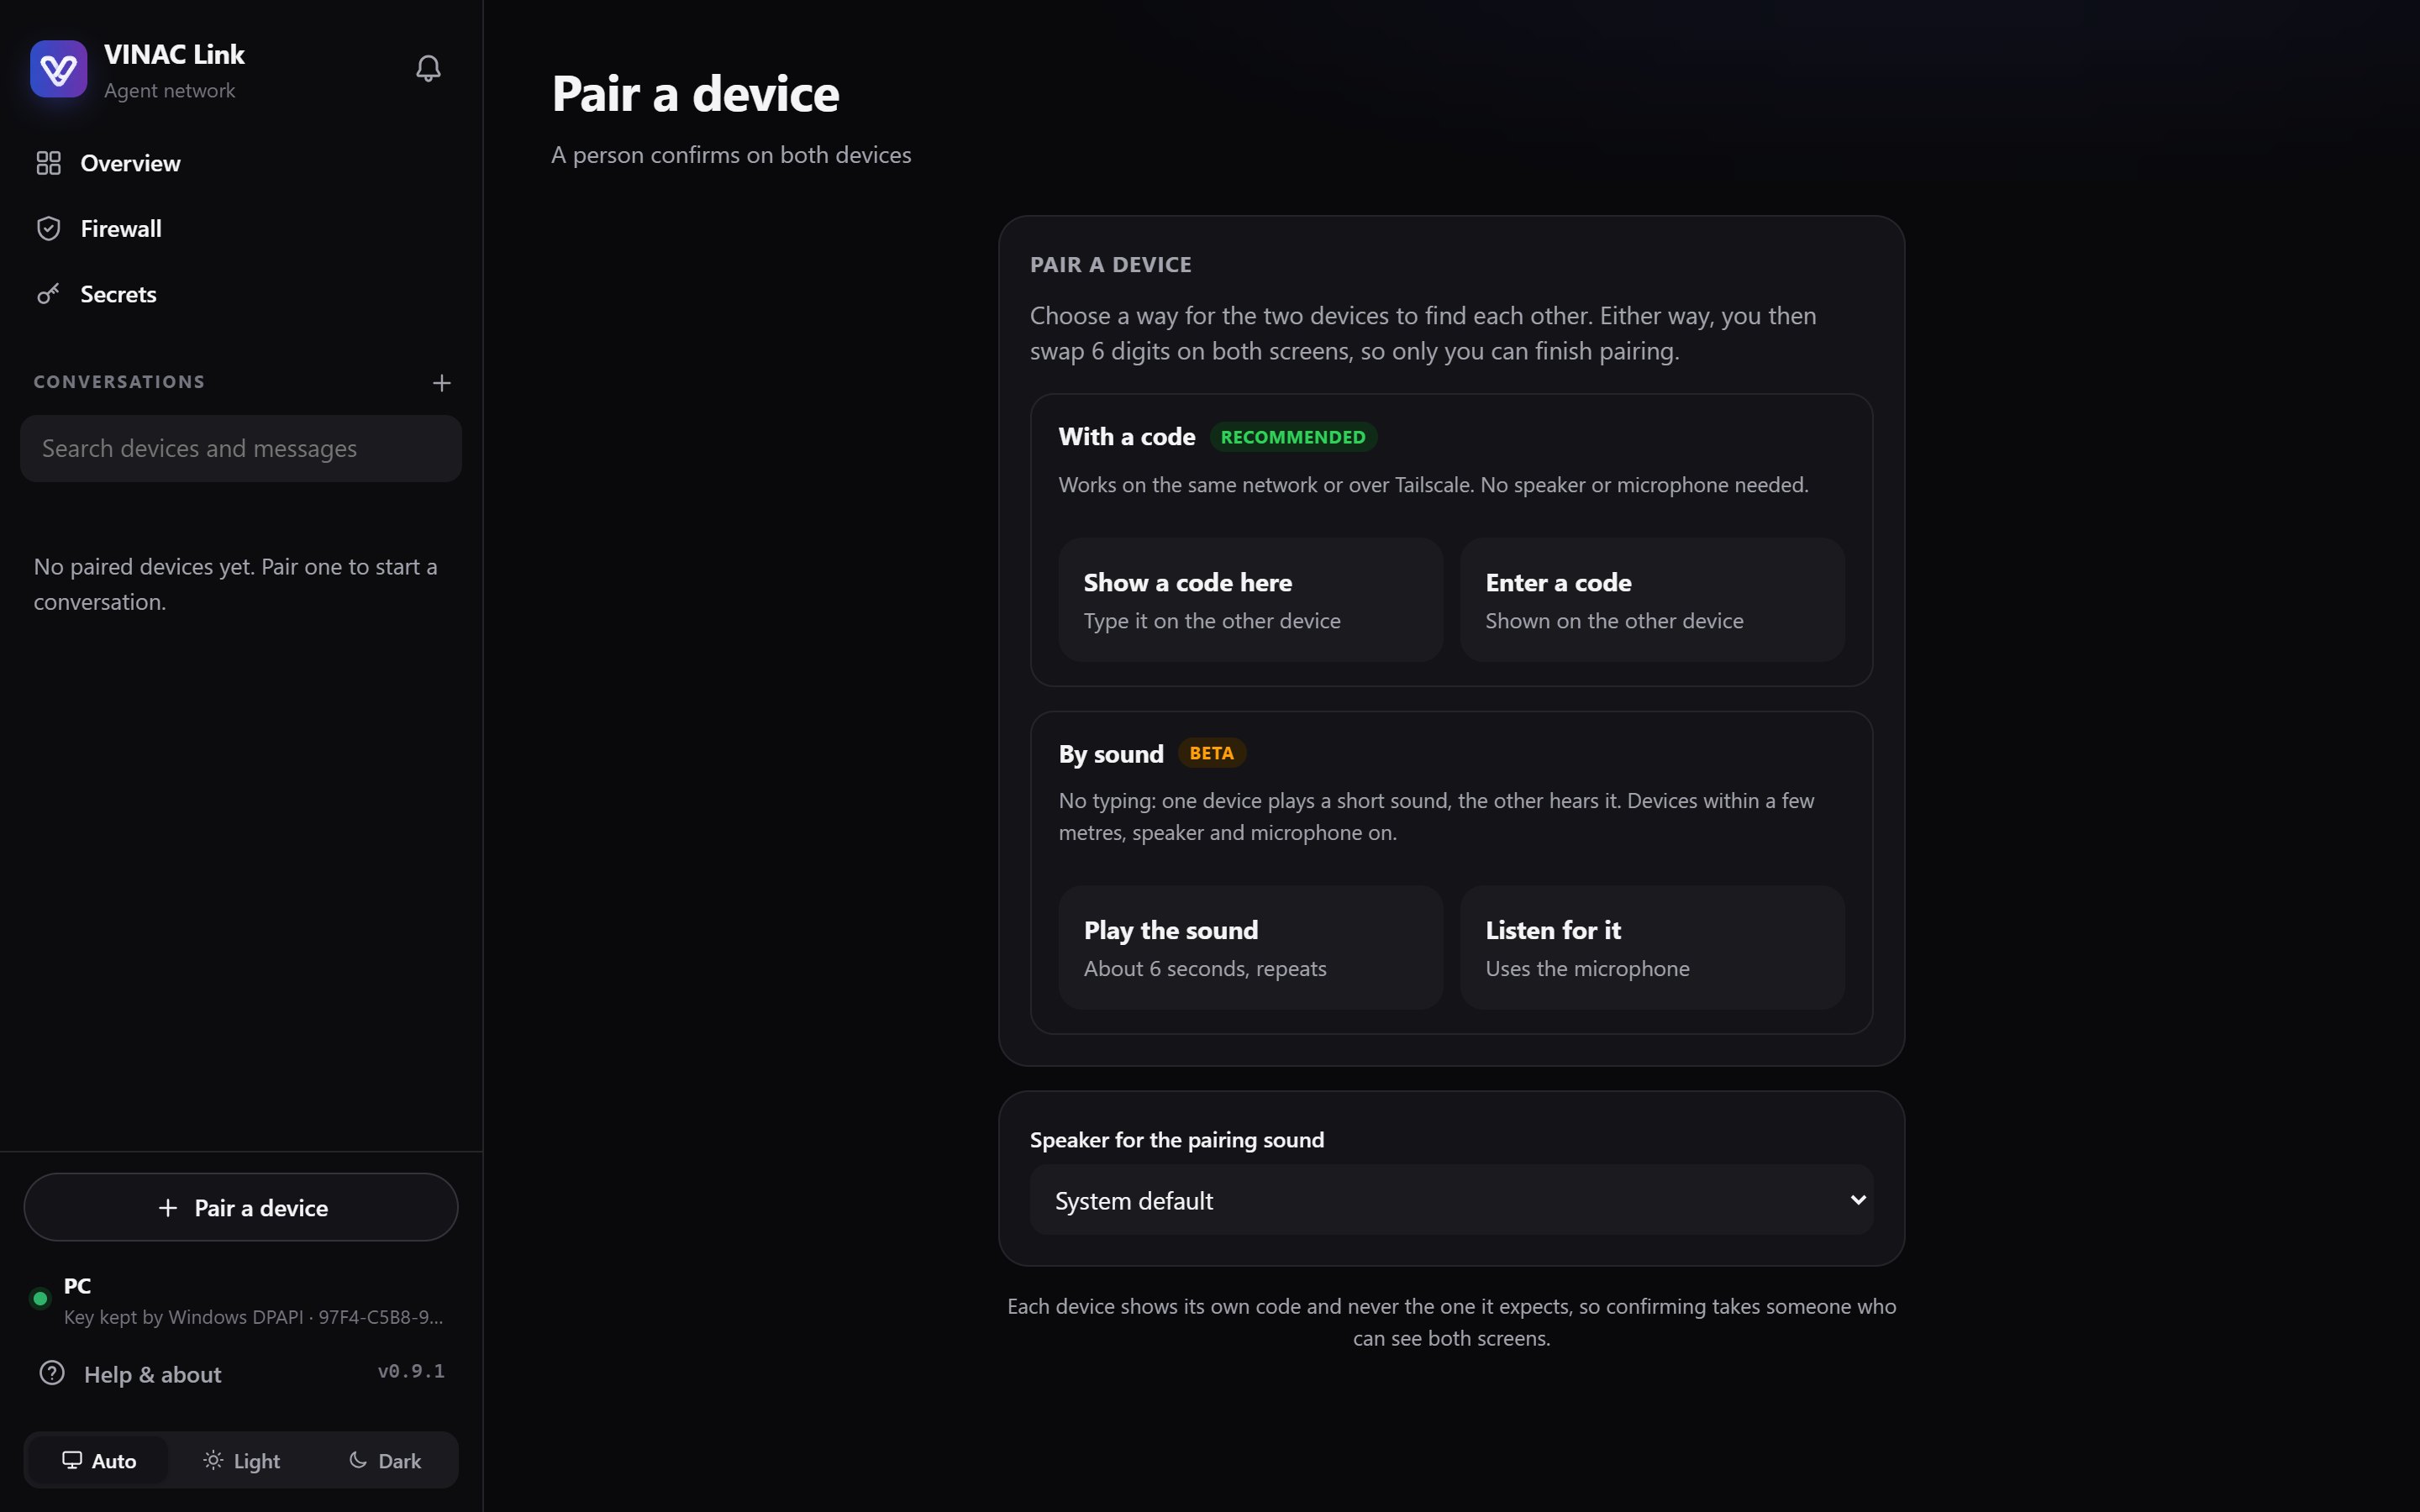 VINAC Link
Agent network
Overview
Firewall
Secrets
CONVERSATIONS
Search devices and messages
No paired devices yet. Pair one to start a
conversation.
Pair a device
PC
Key kept by Windows DPAPI · 97F4-C5B8-9...
Help & about
v0.9.1
Auto
Light
Dark
Pair a device
A person confirms on both devices
PAIR A DEVICE
Choose a way for the two devices to find each other. Either way, you then
swap 6 digits on both screens, so only you can finish pairing.
With a code
RECOMMENDED
Works on the same network or over Tailscale. No speaker or microphone needed.
Show a code here
Type it on the other device
Enter a code
Shown on the other device
By sound
BETA
No typing: one device plays a short sound, the other hears it. Devices within a few
metres, speaker and microphone on.
Play the sound
About 6 seconds, repeats
Listen for it
Uses the microphone
Speaker for the pairing sound
System default
Each device shows its own code and never the one it expects, so confirming takes someone who
can see both screens.